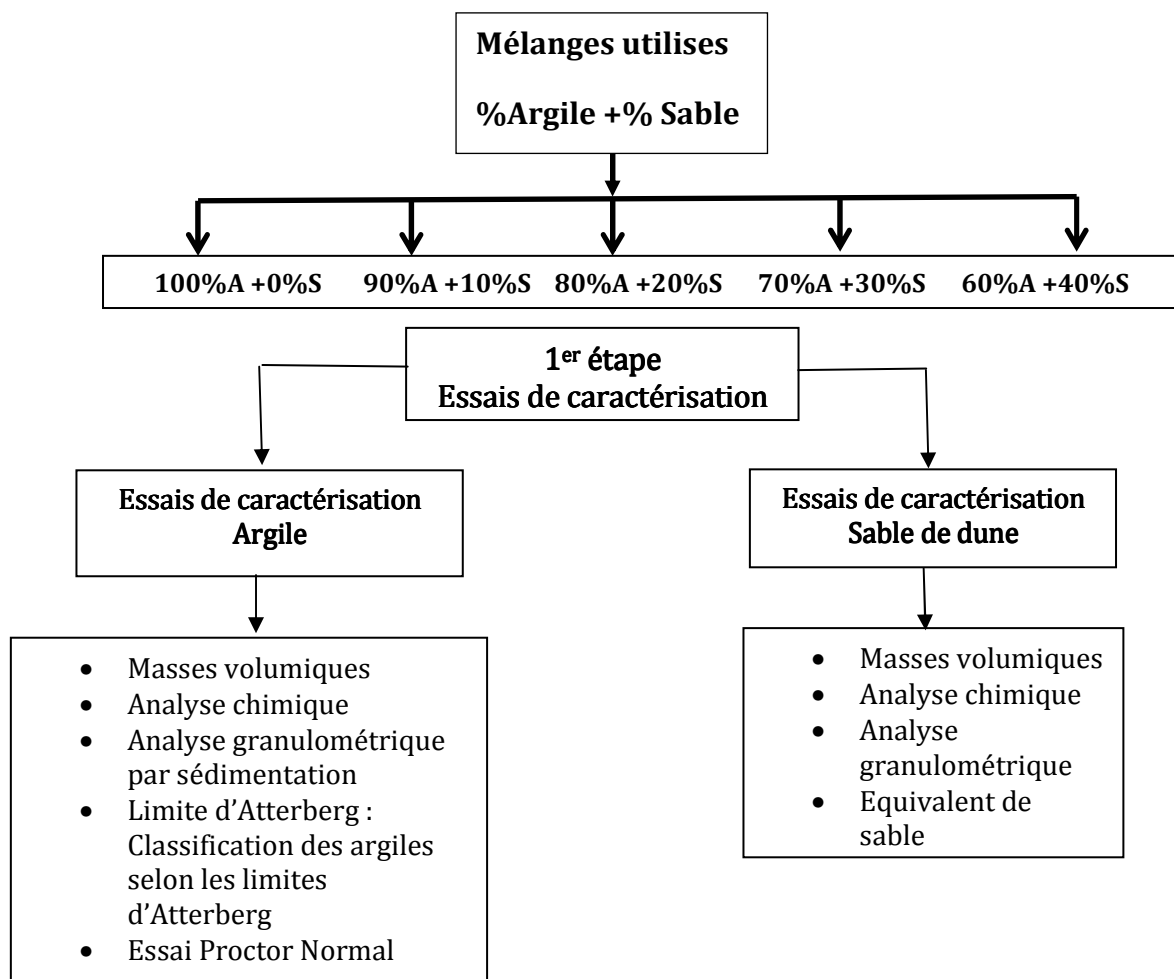 Mélanges utilises
%Argile +% Sable
100%A +0%S 90%A +10%S 80%A +20%S 70%A +30%S 60%A +40%S
1er étape
Essais de caractérisation
Essais de caractérisation
Argile
Essais de caractérisation
Sable de dune
• Masses volumiques
• Analyse chimique
• Analyse granulométrique
par sédimentation
• Limite d’Atterberg :
Classification des argiles
selon les limites
d’Atterberg
• Essai Proctor Normal
• Masses volumiques
• Analyse chimique
• Analyse
granulométrique
• Equivalent de
sable